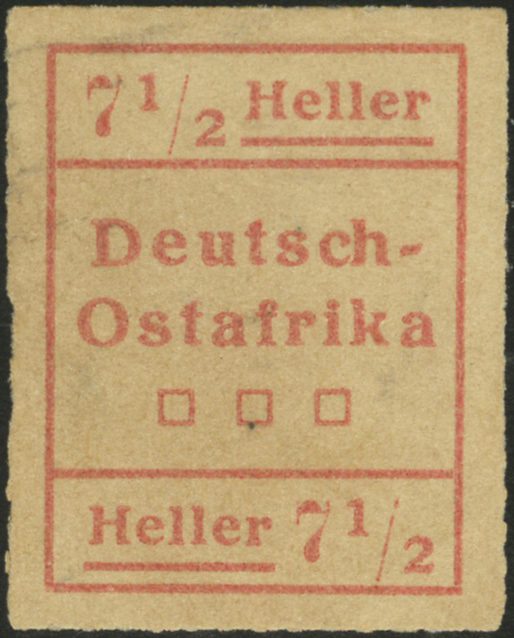 7 1/2 Heller
Deutsch-
Ostafrika
Heller 7 1/2